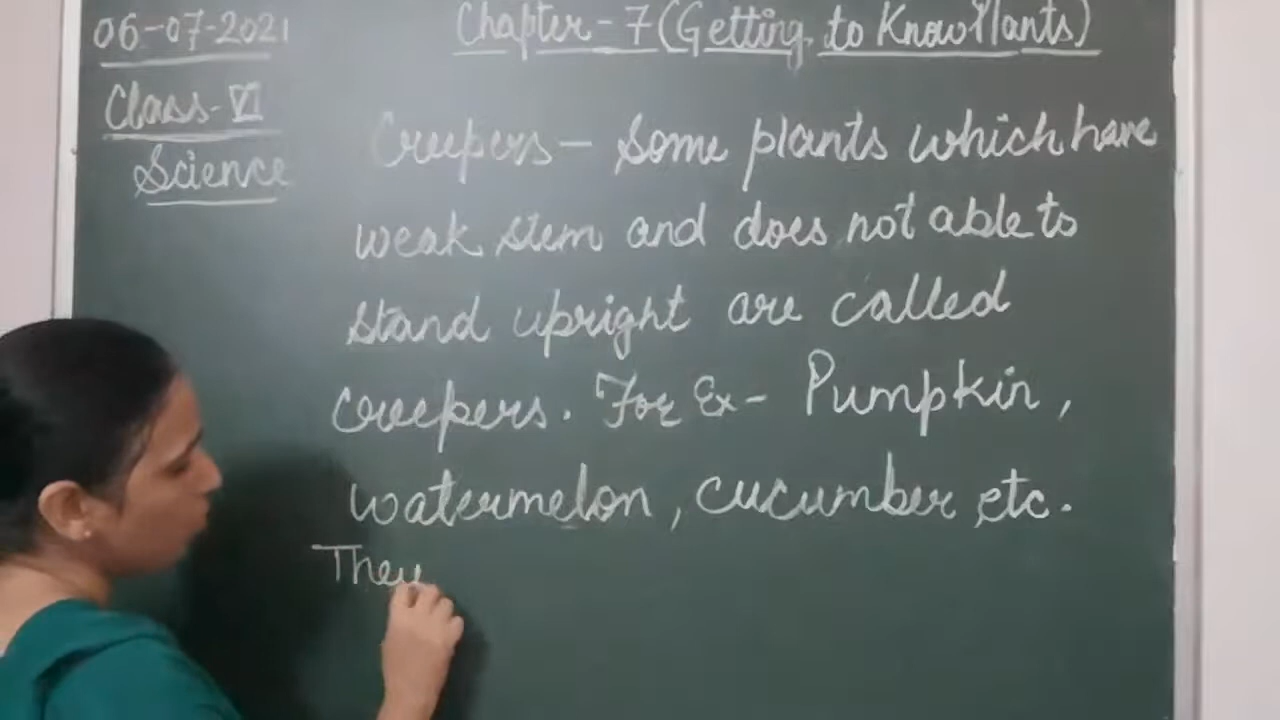 06-07-2021
Chapter-7(Getting to Know Plants)
Class-VI
Science
Creepers- Some plants which have
weak stem and does not able to
stand upright are called
creepers. For Ex- Pumpkin,
watermelon, cucumber, etc.
They